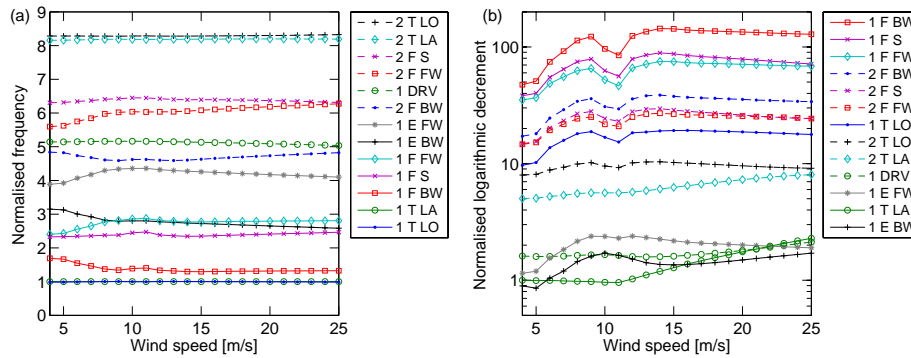 (a)
Normalised frequency
9
8
7
6
5
4
3
2
1
0
5
10
15
20
25
Wind speed [m/s]
2 T LO
2 T LA
2 F S
2 F FW
1 DRV
2 F BW
1 E FW
1 E BW
1 F FW
1 F S
1 F BW
1 T LA
1 T LO
(b)
Normalised logarithmic decrement
100
10
1
5
10
15
20
25
Wind speed [m/s]
1 F BW
1 F S
1 F FW
2 F BW
2 F S
2 F FW
1 T LO
2 T LO
2 T LA
1 DRV
1 E FW
1 T LA
1 E BW